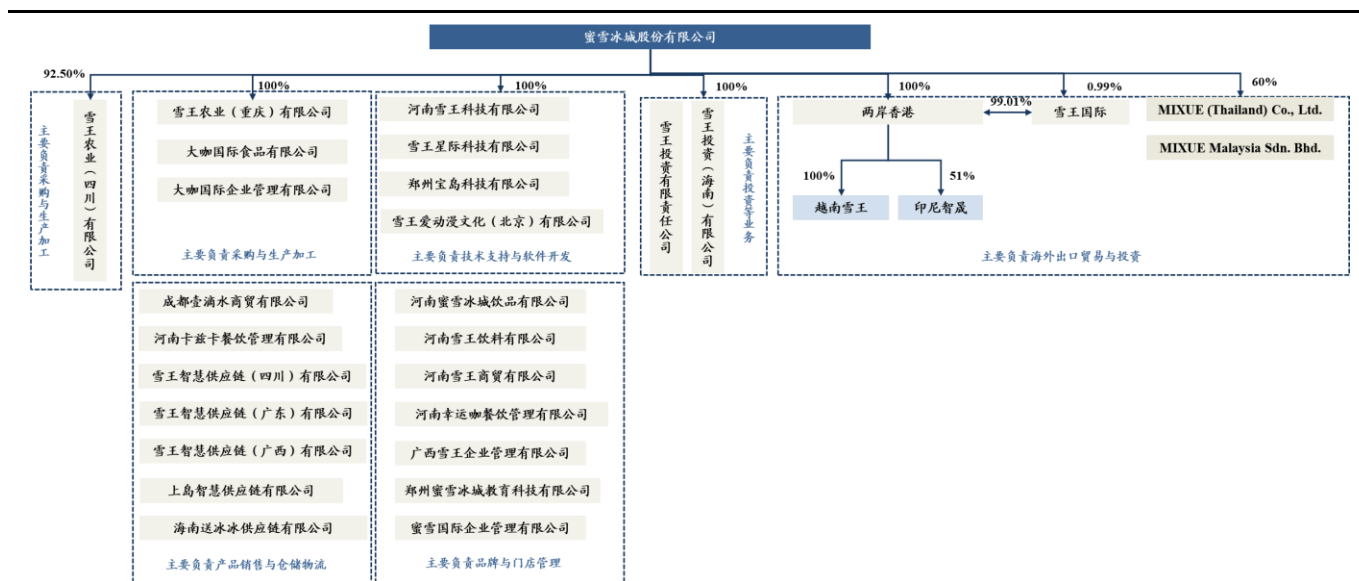 蜜雪冰城股份有限公司
92.50%
100%
100%
100%
100%
0.99%
60%
主要负责采购与生产加工
雪王农业（四川）有限公司
雪王农业（重庆）有限公司
大咖国际食品有限公司
大咖国际企业管理有限公司
主要负责采购与生产加工
河南雪王科技有限公司
雪王星际科技有限公司
郑州宝岛科技有限公司
雪王爱动漫文化（北京）有限公司
主要负责技术支持与软件开发
雪王投资有限责任公司
雪王投资（海南）有限公司
主要负责投资等业务
两岸香港
99.01%
雪王国际
MIXUE (Thailand) Co., Ltd.
MIXUE Malaysia Sdn. Bhd.
100%
51%
越南雪王
印尼智晟
主要负责海外出口贸易与投资
成都壹滴水商贸有限公司
河南卡兹卡餐饮管理有限公司
雪王智慧供应链（四川）有限公司
雪王智慧供应链（广东）有限公司
雪王智慧供应链（广西）有限公司
上岛智慧供应链有限公司
海南送冰冰供应链有限公司
主要负责产品销售与仓储物流
河南蜜雪冰城饮品有限公司
河南雪王饮料有限公司
河南雪王商贸有限公司
河南幸运咖餐饮管理有限公司
广西雪王企业管理有限公司
郑州蜜雪冰城教育科技有限公司
蜜雪国际企业管理有限公司
主要负责品牌与门店管理